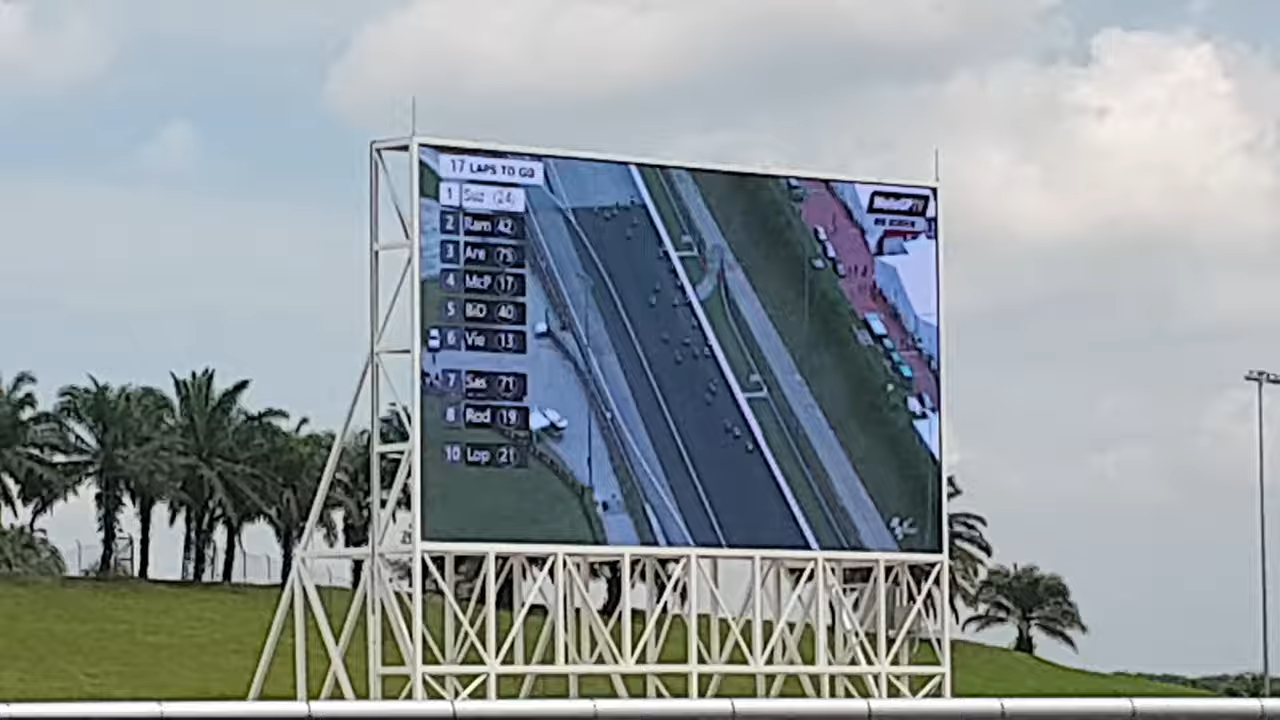 17 LAPS TO GO
1 Suz (24)
2 Ram 42
3 Are 75
4 McP 17
5 BiD 40
6 Vie 13
7 Sas 71
8 Rod 19
10 Lop 21